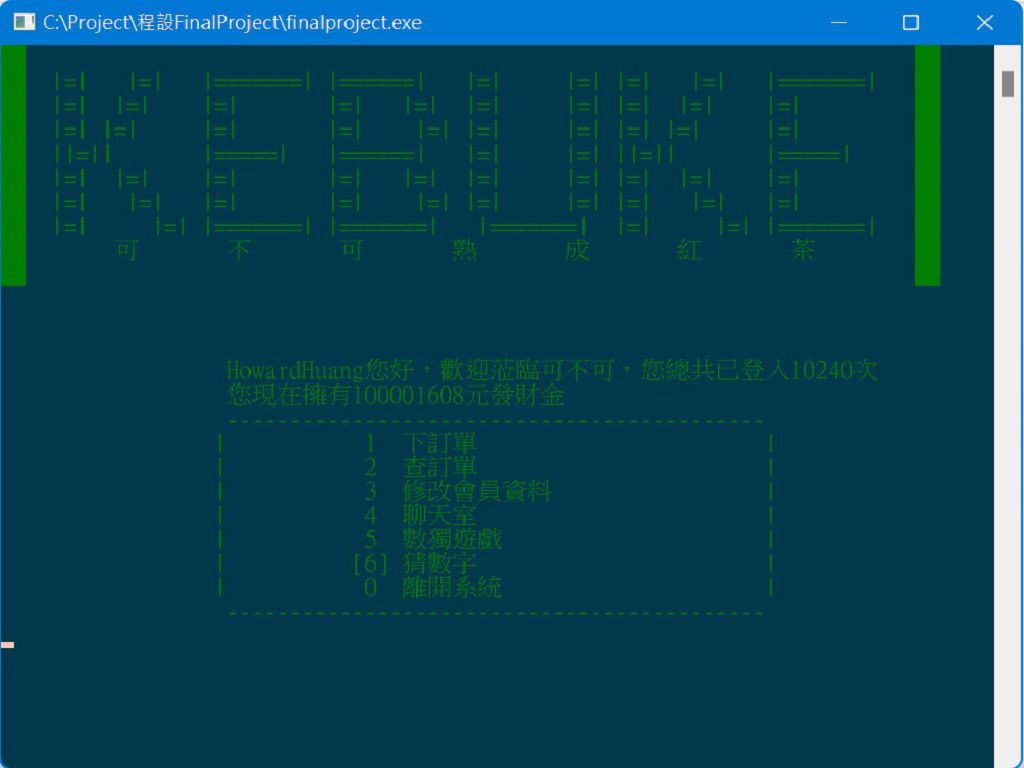 C:\Project\程設FinalProject\finalproject.exe
KEBUKE
可 不 可 熟 成 紅 茶
HowardHuang您好，歡迎蒞臨可不可，您總共已登入10240次
您現在擁有100001608元發財金
1 下訂單
2 查訂單
3 修改會員資料
4 聊天室
5 數獨遊戲
[6] 猜數字
0 離開系統